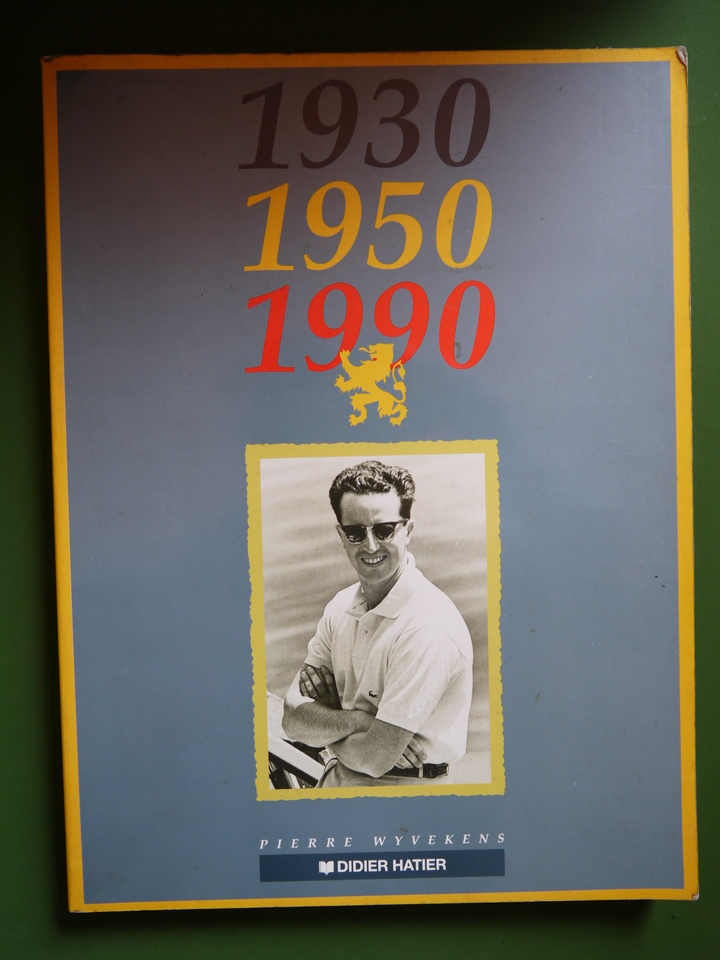 1930
1950
1990
PIERRE WYVEKENS
DIDIER HATIER